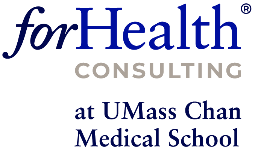 forHealth®
CONSULTING
at UMass Chan
Medical School